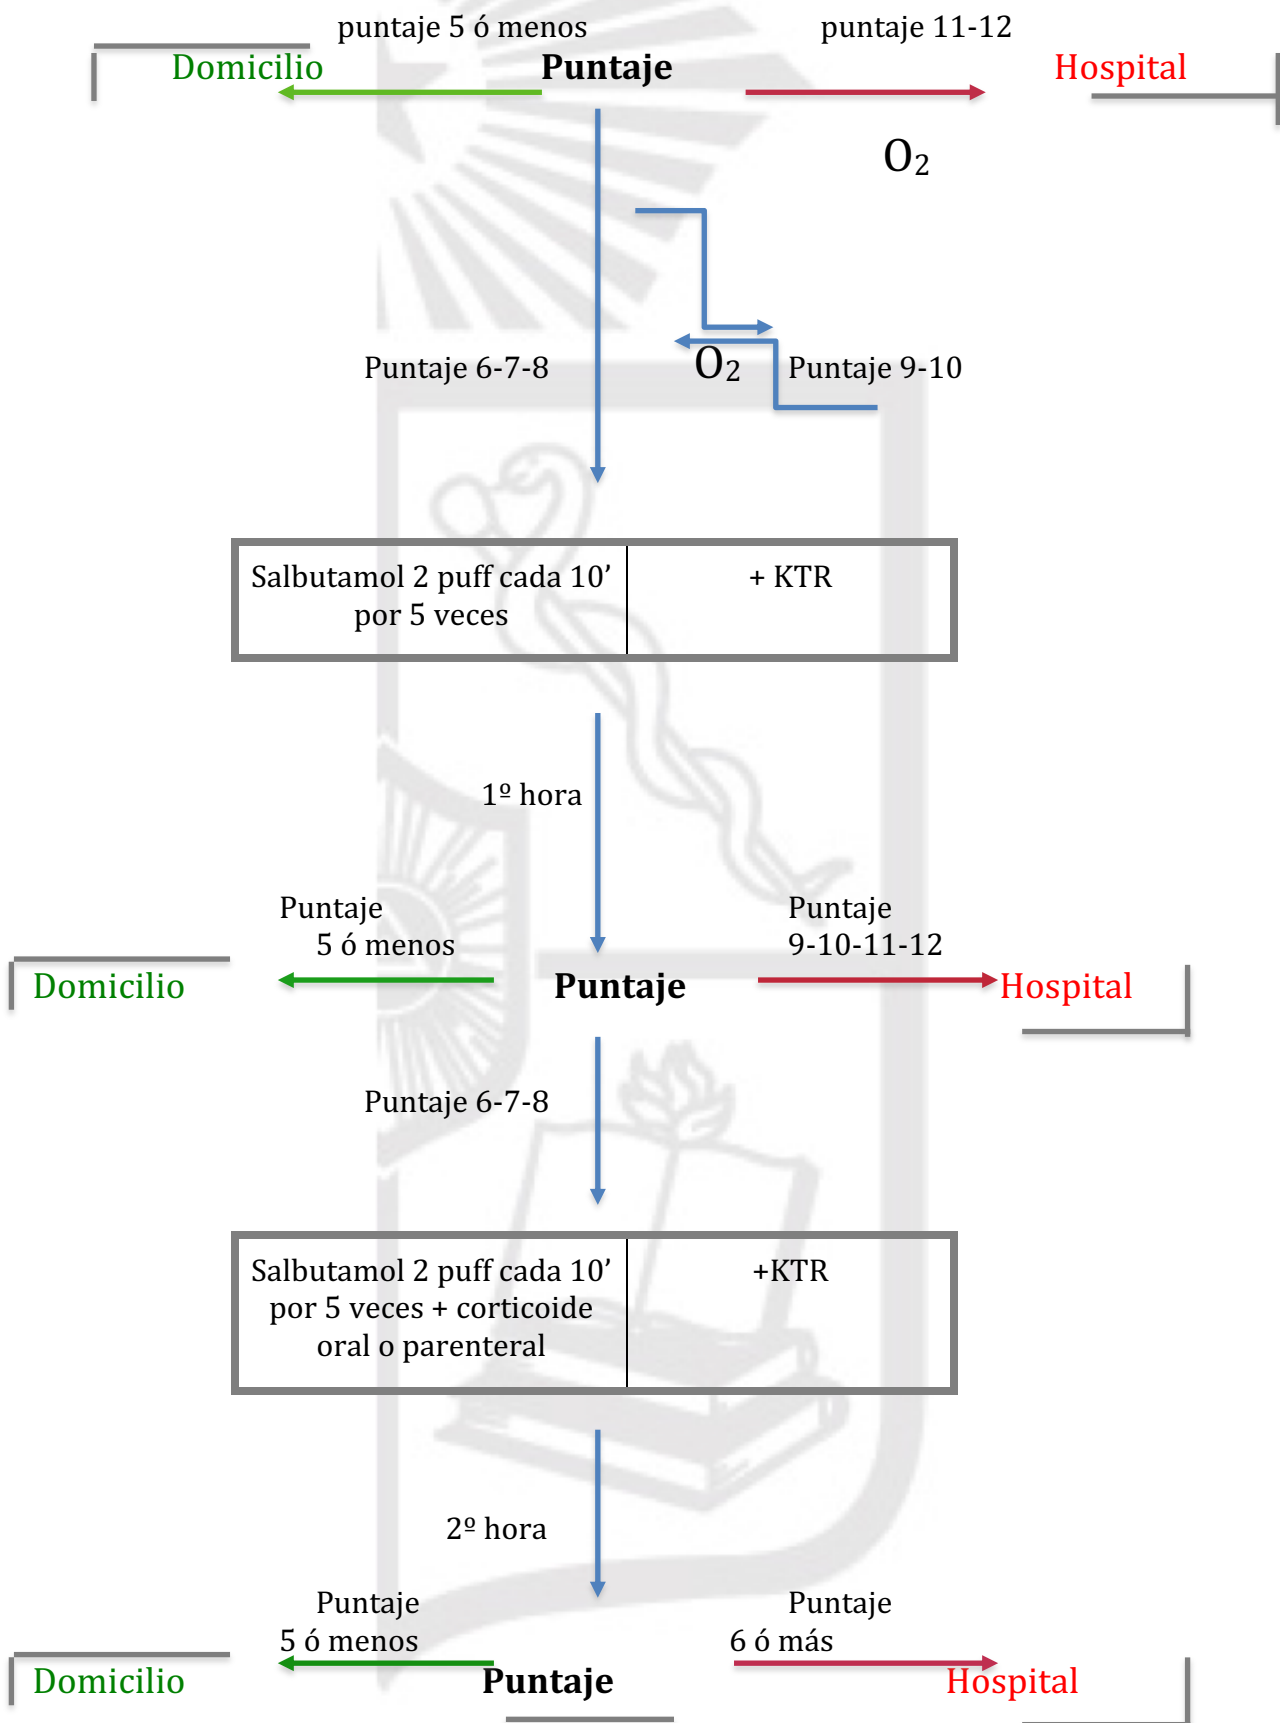 puntaje 5 ó menos
puntaje 11-12
Domicilio
Puntaje
Hospital
O₂
Puntaje 6-7-8
O₂
Puntaje 9-10
Salbutamol 2 puff cada 10’
por 5 veces
+ KTR
1º hora
Puntaje
5 ó menos
Puntaje
9-10-11-12
Domicilio
Puntaje
Hospital
Puntaje 6-7-8
Salbutamol 2 puff cada 10’
por 5 veces + corticoide
oral o parenteral
+KTR
2º hora
Puntaje
5 ó menos
Puntaje
6 ó más
Domicilio
Puntaje
Hospital